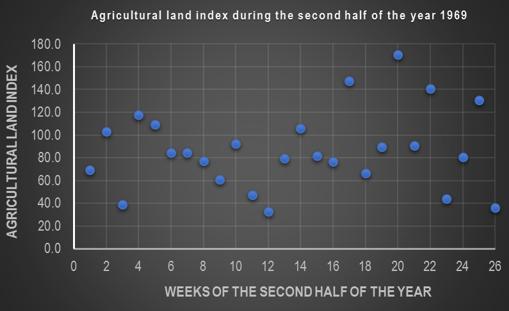 Agricultural land index during the second half of the year 1969
AGRICULTURAL LAND INDEX
180.0
160.0
140.0
120.0
100.0
80.0
60.0
40.0
20.0
0.0
0 2 4 6 8 10 12 14 16 18 20 22 24 26
WEEKS OF THE SECOND HALF OF THE YEAR